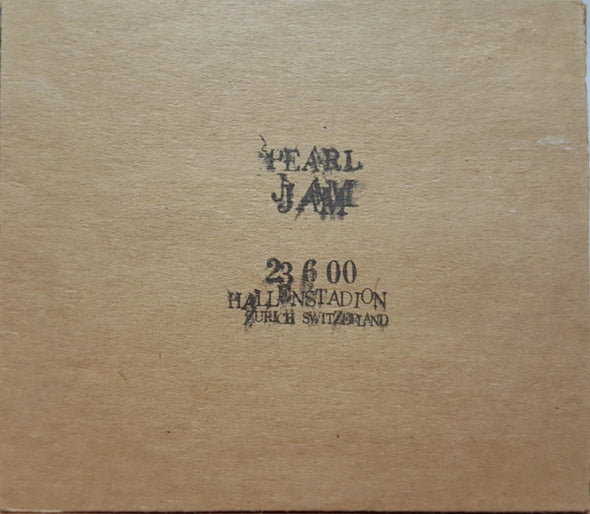 PEARL
JAM
23 6 00
HALLENSTADION
ZURICH SWITZERLAND